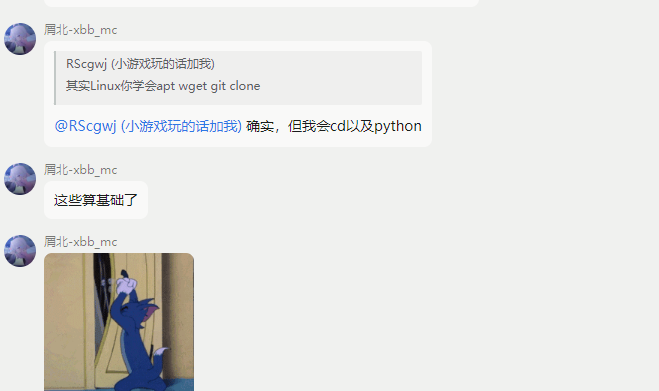 周北-xbb_mc
RScgwj (小游戏玩的话加我)
其实Linux你学会apt wget git clone
@RScgwj (小游戏玩的话加我) 确实，但我会cd以及python
周北-xbb_mc
这些算基础了
周北-xbb_mc